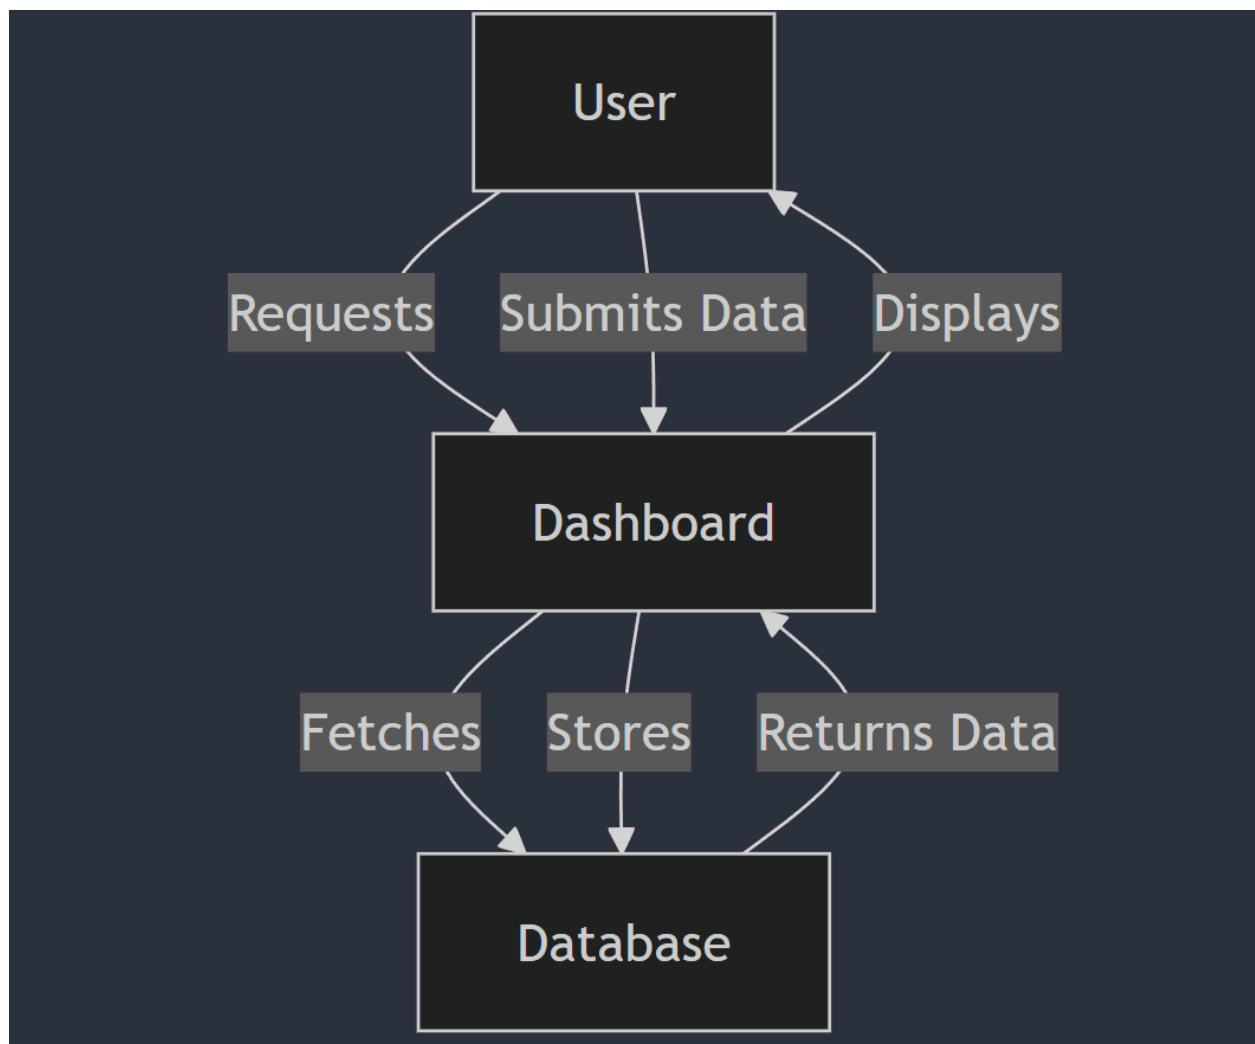 User
Requests
Submits Data
Displays
Dashboard
Fetches
Stores
Returns Data
Database